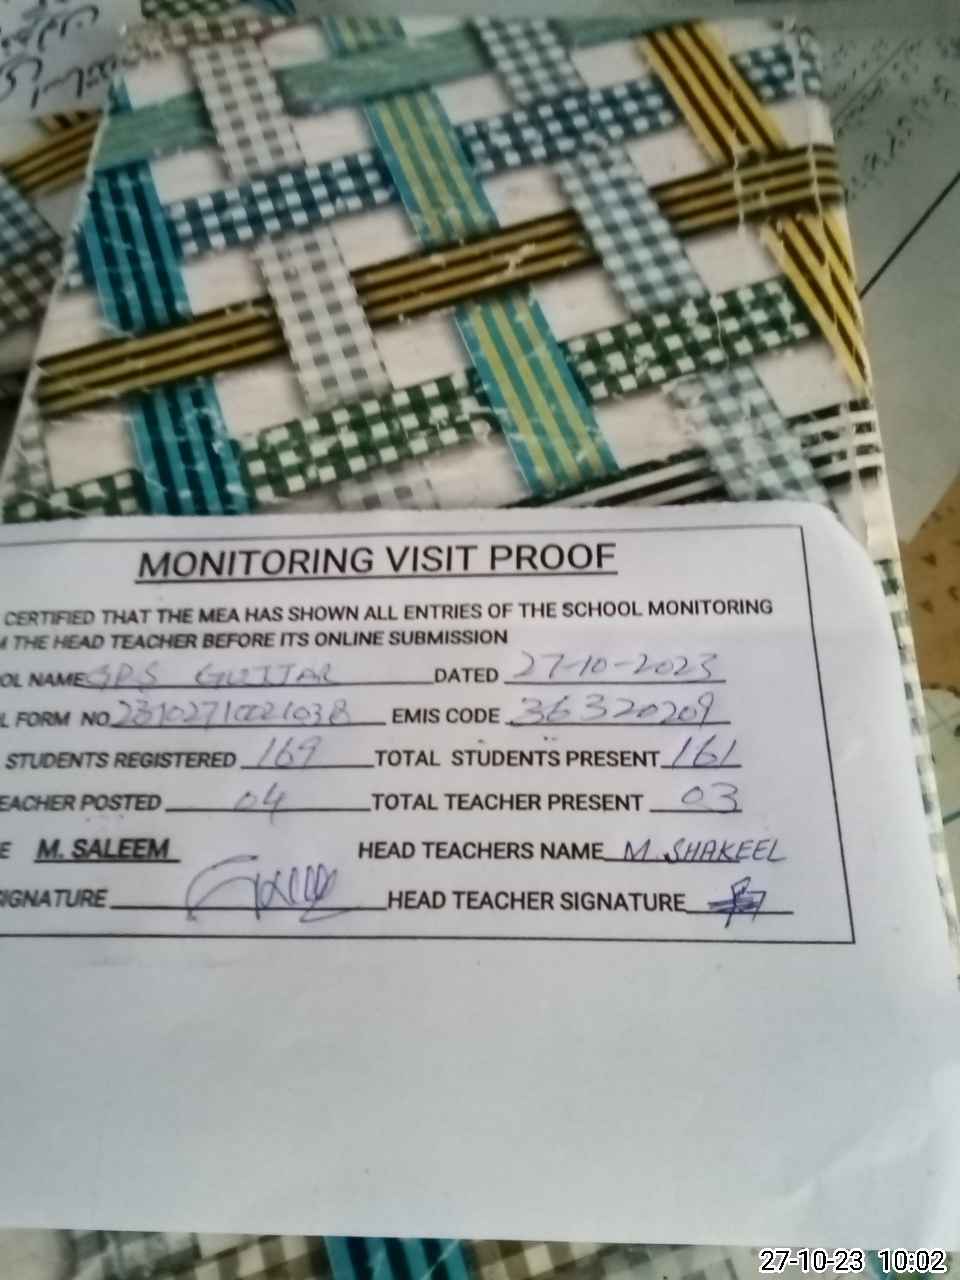 MONITORING VISIT PROOF
CERTIFIED THAT THE MEA HAS SHOWN ALL ENTRIES OF THE SCHOOL MONITORING
THE HEAD TEACHER BEFORE ITS ONLINE SUBMISSION
OL NAME GPS GUJJAR DATED 27-10-2023
L FORM NO EMIS CODE 36320209
STUDENTS REGISTERED 169 TOTAL STUDENTS PRESENT 161
EACHER POSTED 04 TOTAL TEACHER PRESENT 03
E M. SALEEM HEAD TEACHERS NAME M. SHAKEEL
IGNATURE HEAD TEACHER SIGNATURE
27-10-23 10:02